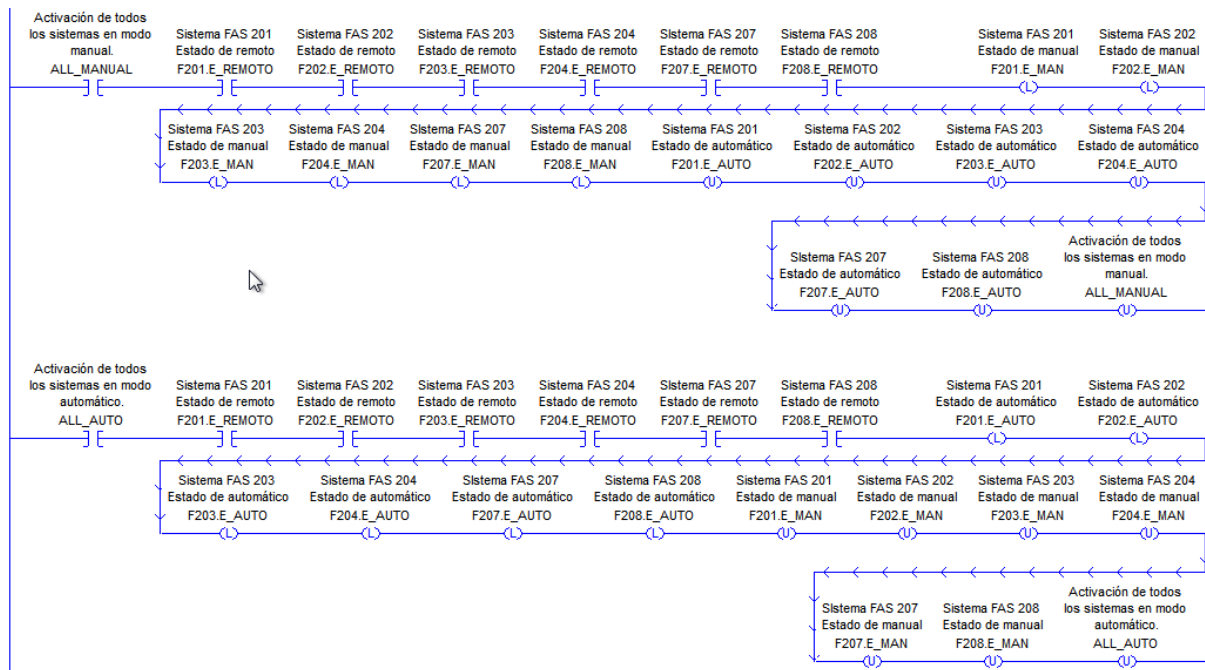 Activación de todos
los sistemas en modo
manual.
ALL_MANUAL
Sistema FAS 201
Estado de remoto
F201.E_REMOTO
Sistema FAS 202
Estado de remoto
F202.E_REMOTO
Sistema FAS 203
Estado de remoto
F203.E_REMOTO
Sistema FAS 204
Estado de remoto
F204.E_REMOTO
SIstema FAS 207
Estado de remoto
F207.E_REMOTO
Sistema FAS 208
Estado de remoto
F208.E_REMOTO
Sistema FAS 201
Estado de manual
F201.E_MAN
L
Sistema FAS 202
Estado de manual
F202.E_MAN
L
Sistema FAS 203
Estado de manual
F203.E_MAN
L
Sistema FAS 204
Estado de manual
F204.E_MAN
L
SIstema FAS 207
Estado de manual
F207.E_MAN
L
Sistema FAS 208
Estado de manual
F208.E_MAN
L
Sistema FAS 201
Estado de automático
F201.E_AUTO
U
Sistema FAS 202
Estado de automático
F202.E_AUTO
U
Sistema FAS 203
Estado de automático
F203.E_AUTO
U
Sistema FAS 204
Estado de automático
F204.E_AUTO
U
SIstema FAS 207
Estado de automático
F207.E_AUTO
U
Sistema FAS 208
Estado de automático
F208.E_AUTO
U
Activación de todos
los sistemas en modo
manual.
ALL_MANUAL
U
Activación de todos
los sistemas en modo
automático.
ALL_AUTO
Sistema FAS 201
Estado de remoto
F201.E_REMOTO
Sistema FAS 202
Estado de remoto
F202.E_REMOTO
Sistema FAS 203
Estado de remoto
F203.E_REMOTO
Sistema FAS 204
Estado de remoto
F204.E_REMOTO
SIstema FAS 207
Estado de remoto
F207.E_REMOTO
Sistema FAS 208
Estado de remoto
F208.E_REMOTO
Sistema FAS 201
Estado de automático
F201.E_AUTO
L
Sistema FAS 202
Estado de automático
F202.E_AUTO
L
Sistema FAS 203
Estado de automático
F203.E_AUTO
L
Sistema FAS 204
Estado de automático
F204.E_AUTO
L
SIstema FAS 207
Estado de automático
F207.E_AUTO
L
Sistema FAS 208
Estado de automático
F208.E_AUTO
L
Sistema FAS 201
Estado de manual
F201.E_MAN
U
Sistema FAS 202
Estado de manual
F202.E_MAN
U
Sistema FAS 203
Estado de manual
F203.E_MAN
U
Sistema FAS 204
Estado de manual
F204.E_MAN
U
SIstema FAS 207
Estado de manual
F207.E_MAN
U
Sistema FAS 208
Estado de manual
F208.E_MAN
U
Activación de todos
los sistemas en modo
automático.
ALL_AUTO
U